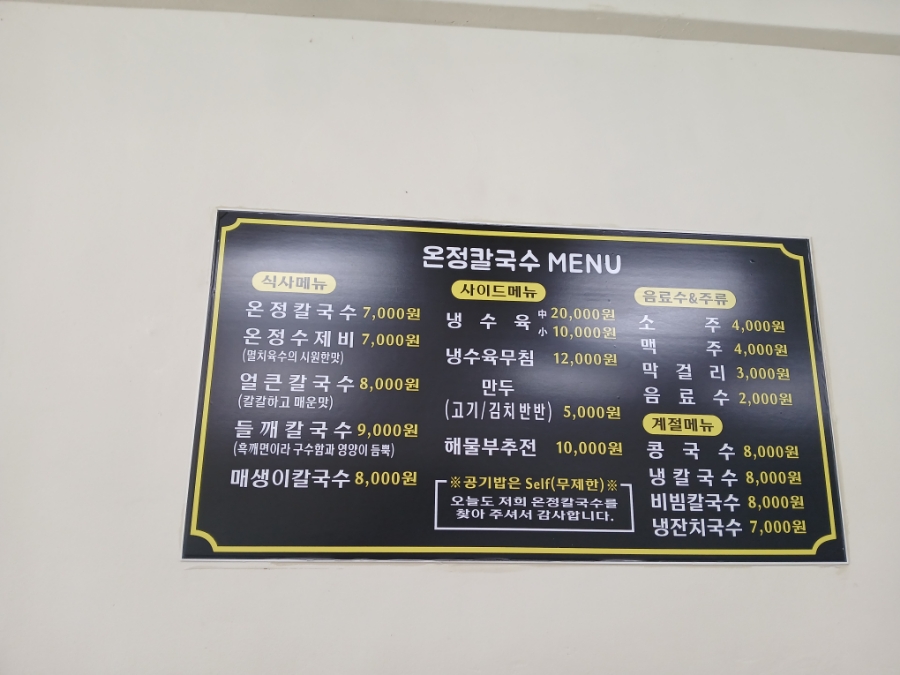 온정칼국수 MENU
식사메뉴
온정칼국수 7,000원
온정수제비 7,000원
(멸치육수의 시원한맛)
얼큰칼국수 8,000원
(칼칼하고 매운맛)
들깨칼국수 9,000원
(흑깨면이라 구수함과 영양이 듬뿍)
매생이칼국수 8,000원
사이드메뉴
냉수육 中 20,000원
小 10,000원
냉수육무침 12,000원
만두
(고기/김치반반) 5,000원
해물부추전 10,000원
※공기밥은 Self(무제한)※
오늘도 저희 온정칼국수를
찾아 주셔서 감사합니다.
음료수&주류
소주 4,000원
맥주 4,000원
막걸리 3,000원
음료수 2,000원
계절메뉴
콩국수 8,000원
냉칼국수 8,000원
비빔칼국수 8,000원
냉잔치국수 7,000원